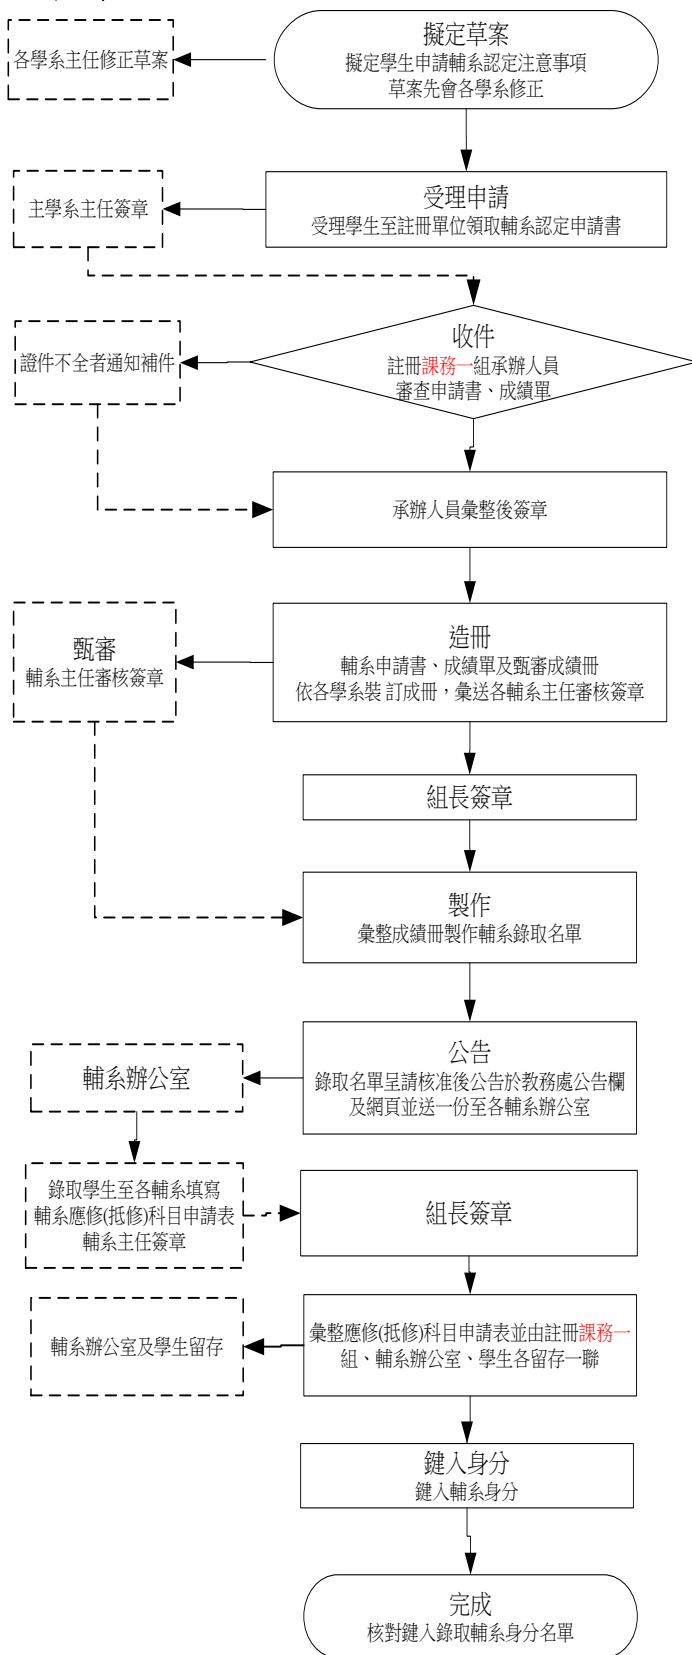 擬定草案
擬定學生申請輔系認定注意事項
草案先會各學系修正
各學系主任修正草案
受理申請
受理學生至註冊單位領取輔系認定申請書
主學系主任簽章
收件
註冊課務一組承辦人員
審查申請書、成績單
證件不全者通知補件
承辦人員彙整後簽章
造冊
輔系申請書、成績單及甄審成績冊
依各學系裝 訂成冊，彙送各輔系主任審核簽章
甄審
輔系主任審核簽章
組長簽章
製作
彙整成績冊製作輔系錄取名單
公告
錄取名單呈請核准後公告於教務處公告欄
及網頁並送一份至各輔系辦公室
輔系辦公室
錄取學生至各輔系填寫
輔系應修(抵修)科目申請表
輔系主任簽章
組長簽章
彙整應修(抵修)科目申請表並由註冊課務一
組、輔系辦公室、學生各留存一聯
輔系辦公室及學生留存
鍵入身分
鍵入輔系身分
完成
核對鍵入錄取輔系身分名單